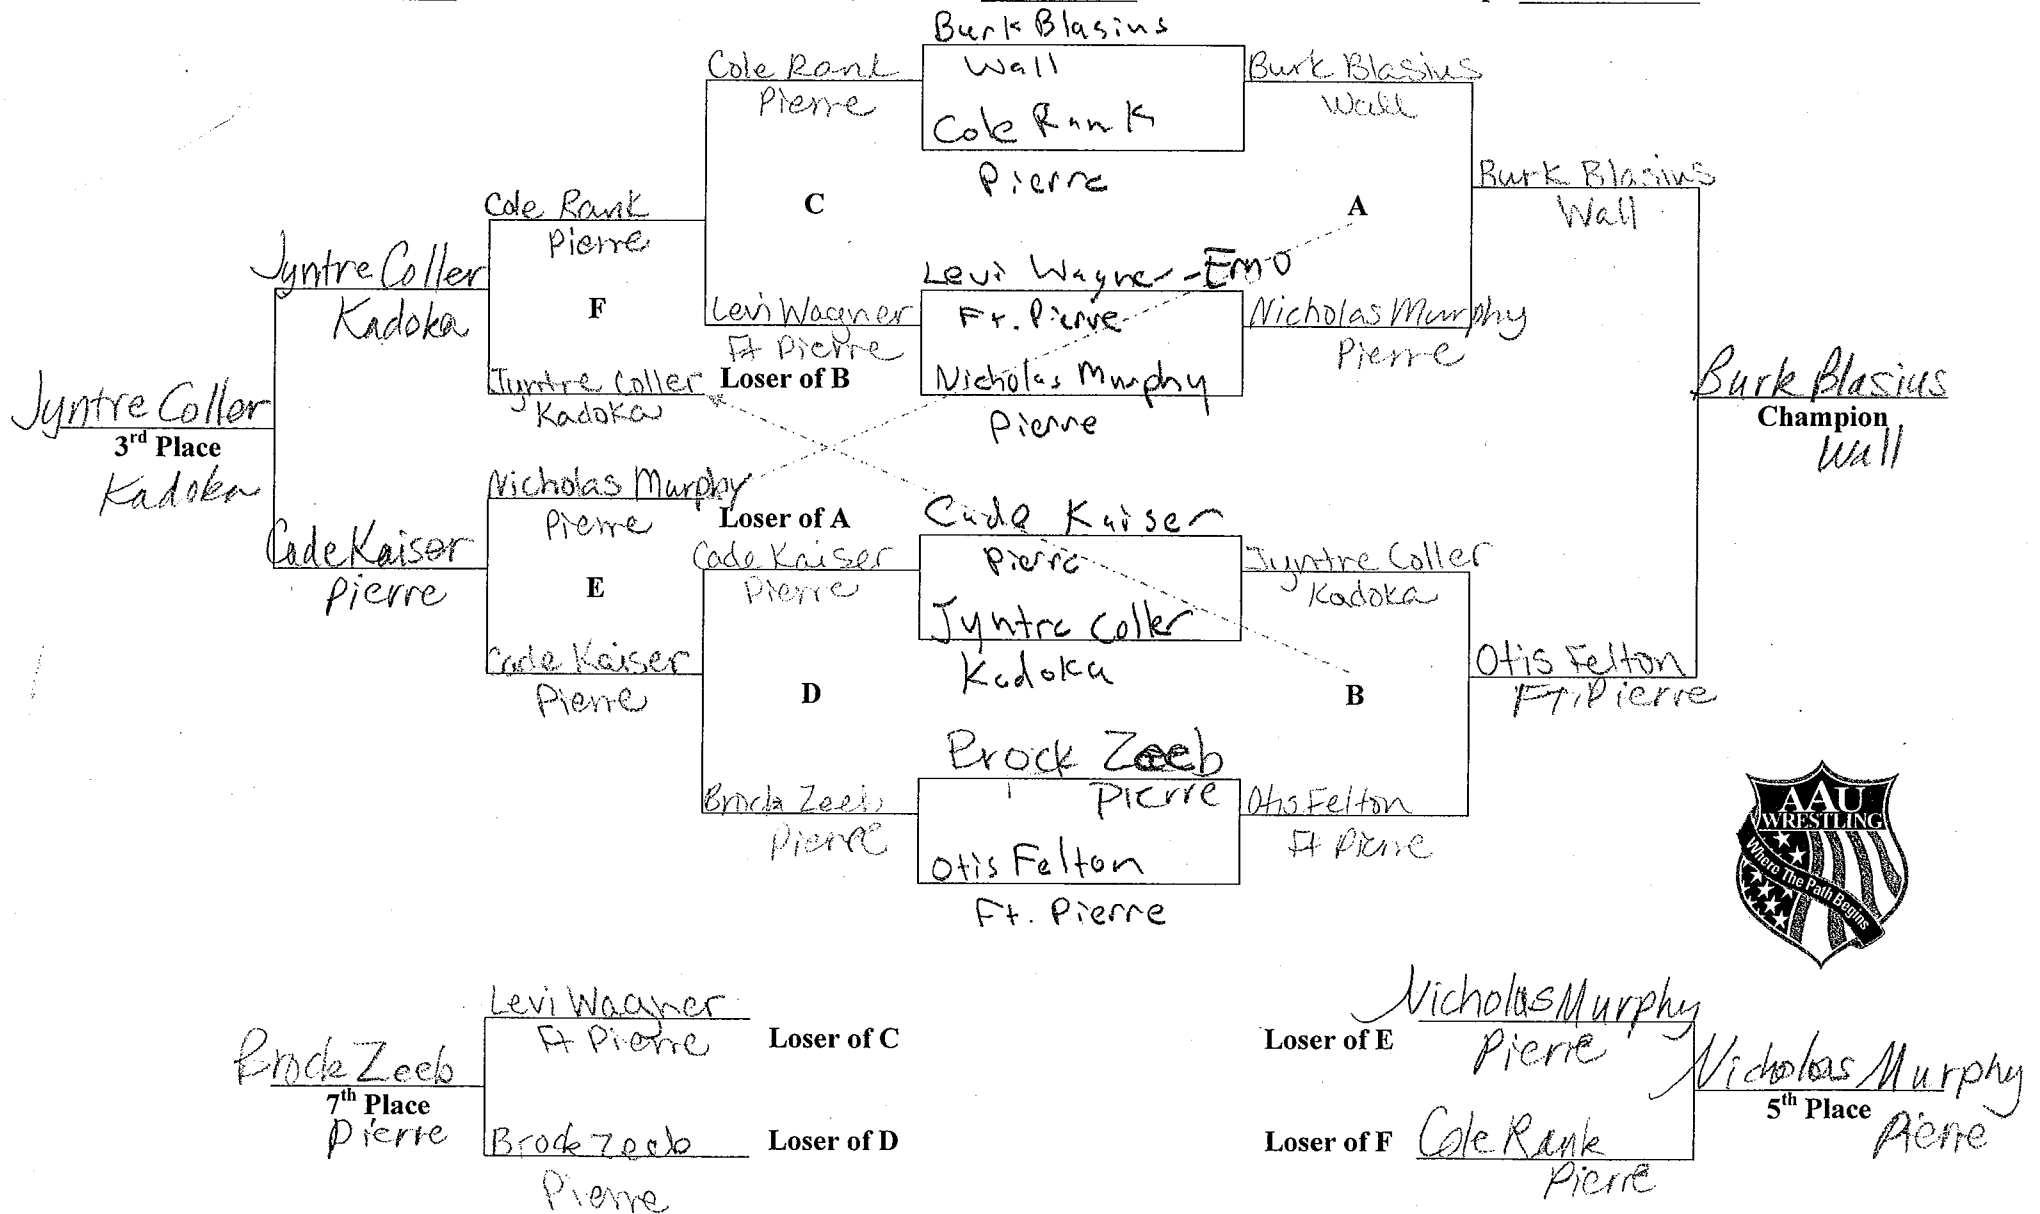 Burk Blasius
Wall
Cole Rank
Pierre
Levi Wagner - Emo
Ft. Pierre
Nicholas Murphy
Pierre
Cade Kaiser
Pierre
Jyntre Coller
Kadoka
Brock Zeeb
Pierre
Otis Felton
Ft. Pierre
Burk Blasius
Wall
A
Nicholas Murphy
Pierre
Jyntre Coller
Kadoka
B
Otis Felton
Ft Pierre
Burk Blasius
Wall
Otis Felton
Ft. Pierre
Burk Blasius
Champion
Wall
Cole Rank
Pierre
C
Levi Wagner
Ft Pierre
Cade Kaiser
Pierre
D
Brock Zeeb
Pierre
Cole Rank
Pierre
F
Jyntre Coller Loser of B
Kadoka
Nicholas Murphy
Pierre Loser of A
E
Cade Kaiser
Pierre
Jyntre Coller
Kadoka
Cade Kaiser
Pierre
Jyntre Coller
3rd Place
Kadoka
AAU
WRESTLING
Where The Path Begins
Levi Wagner
Ft Pierre Loser of C
Brock Zeeb Loser of D
Pierre
Brock Zeeb
7th Place
Pierre
Nicholas Murphy
Loser of E Pierre
Loser of F Cole Rank
Pierre
Nicholas Murphy
5th Place
Pierre